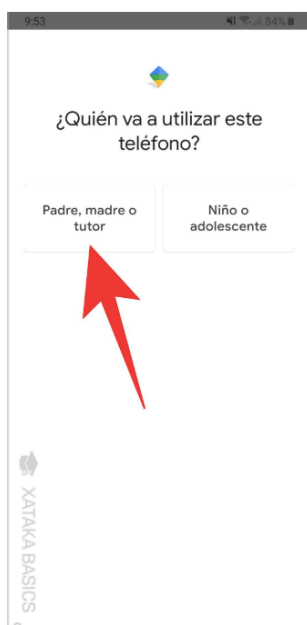 9:53
84%
¿Quién va a utilizar este
teléfono?
Padre, madre o
tutor
Niño o
adolescente
XATAKA BASICS